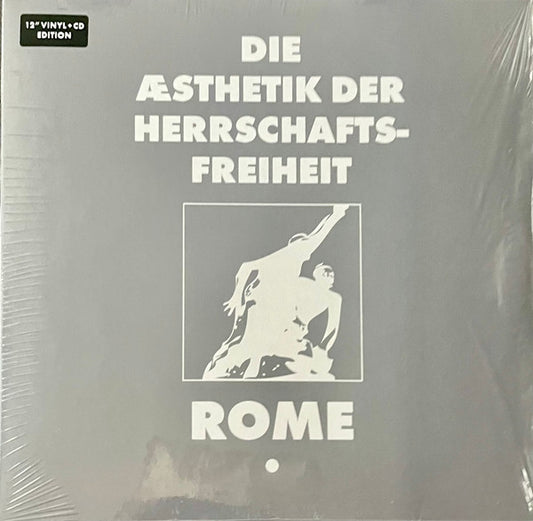 12" VINYL+CD
EDITION
DIE
ÆSTHETIK DER
HERRSCHAFTS-
FREIHEIT
ROME